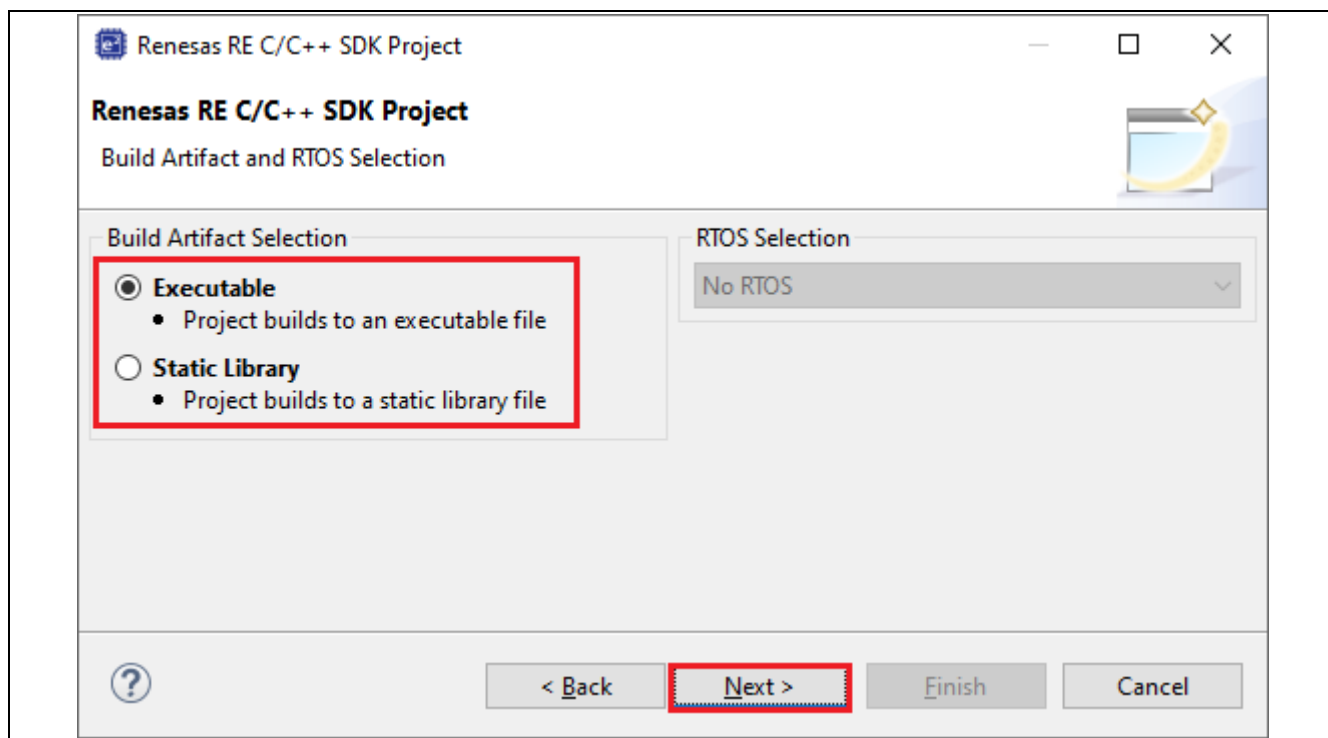 Renesas RE C/C++ SDK Project
Renesas RE C/C++ SDK Project
Build Artifact and RTOS Selection
Build Artifact Selection
Executable
• Project builds to an executable file
Static Library
• Project builds to a static library file
RTOS Selection
No RTOS
?
< Back
Next >
Finish
Cancel